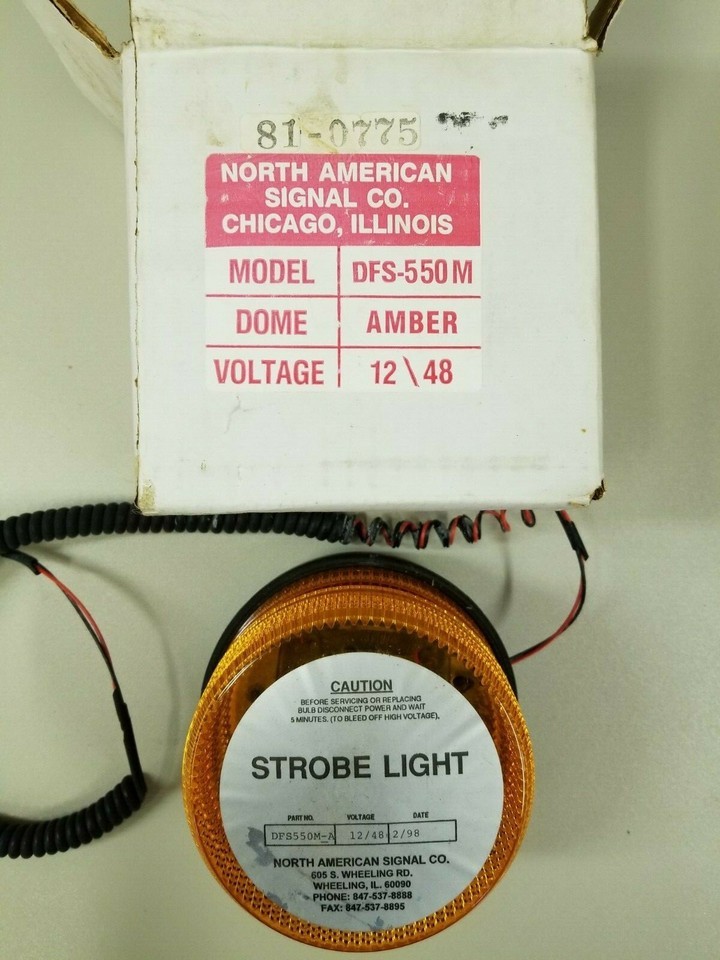 81-0775
NORTH AMERICAN
SIGNAL CO.
CHICAGO, ILLINOIS
MODEL DFS-550 M
DOME AMBER
VOLTAGE 12 \ 48
CAUTION
BEFORE SERVICING OR REPLACING
BULB DISCONNECT POWER AND WAIT
5 MINUTES. (TO BLEED OFF HIGH VOLTAGE).
STROBE LIGHT
PART NO. VOLTAGE DATE
DFS550M-A 12/48 2/98
NORTH AMERICAN SIGNAL CO.
605 S. WHEELING RD.
WHEELING, IL. 60090
PHONE: 847-537-8888
FAX: 847-537-8895